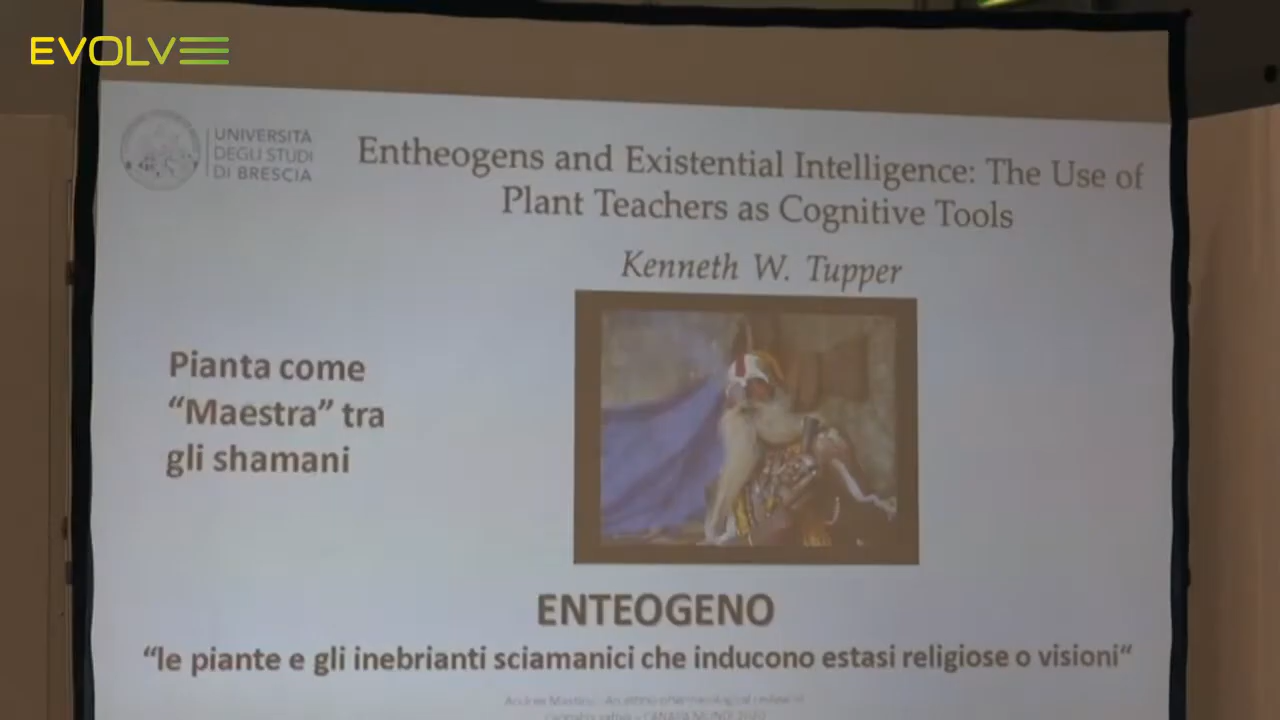 EVOLVE
UNIVERSITÀ
DEGLI STUDI
DI BRESCIA
Entheogens and Existential Intelligence: The Use of
Plant Teachers as Cognitive Tools
Kenneth W. Tupper
Pianta come
“Maestra” tra
gli shamani
ENTEOGENO
“le piante e gli inebrianti sciamanici che inducono estasi religiose o visioni“